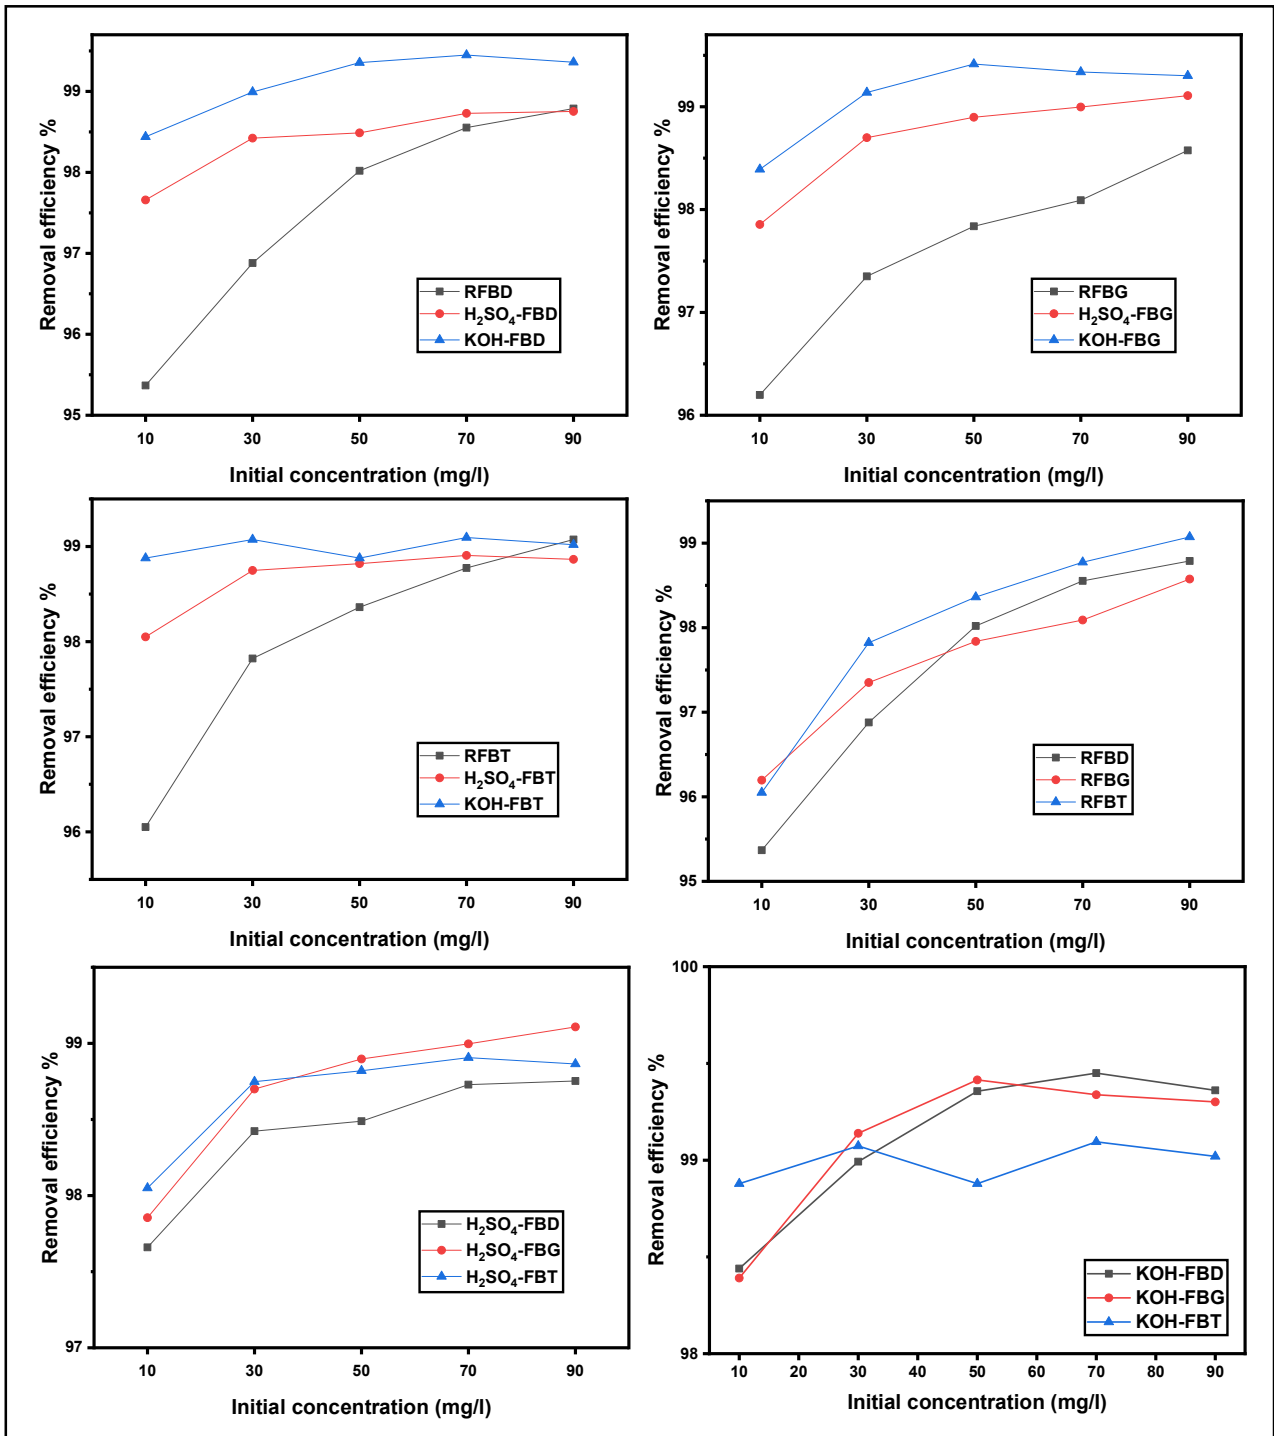 Removal efficiency %
99
98
97
96
95
RFBD
H₂SO₄-FBD
KOH-FBD
10 30 50 70 90
Initial concentration (mg/l)
Removal efficiency %
99
98
97
96
RFBG
H₂SO₄-FBG
KOH-FBG
10 30 50 70 90
Initial concentration (mg/l)
Removal efficiency %
99
98
97
96
RFBT
H₂SO₄-FBT
KOH-FBT
10 30 50 70 90
Initial concentration (mg/l)
Removal efficiency %
99
98
97
96
95
RFBD
RFBG
RFBT
10 30 50 70 90
Initial concentration (mg/l)
Removal efficiency %
99
98
97
H₂SO₄-FBD
H₂SO₄-FBG
H₂SO₄-FBT
10 30 50 70 90
Initial concentration (mg/l)
Removal efficiency %
100
99
98
KOH-FBD
KOH-FBG
KOH-FBT
10 20 30 40 50 60 70 80 90
Initial concentration (mg/l)